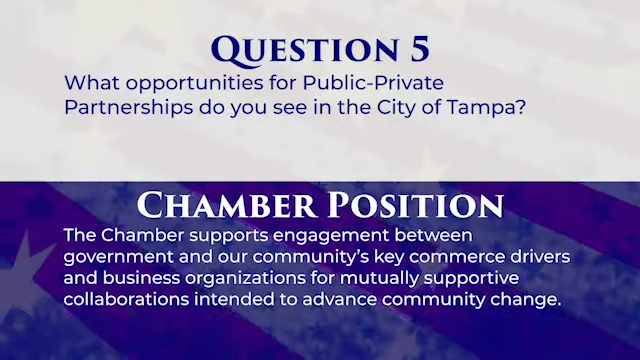 QUESTION 5
What opportunities for Public-Private
Partnerships do you see in the City of Tampa?
CHAMBER POSITION
The Chamber supports engagement between
government and our community's key commerce drivers
and business organizations for mutually supportive
collaborations intended to advance community change.